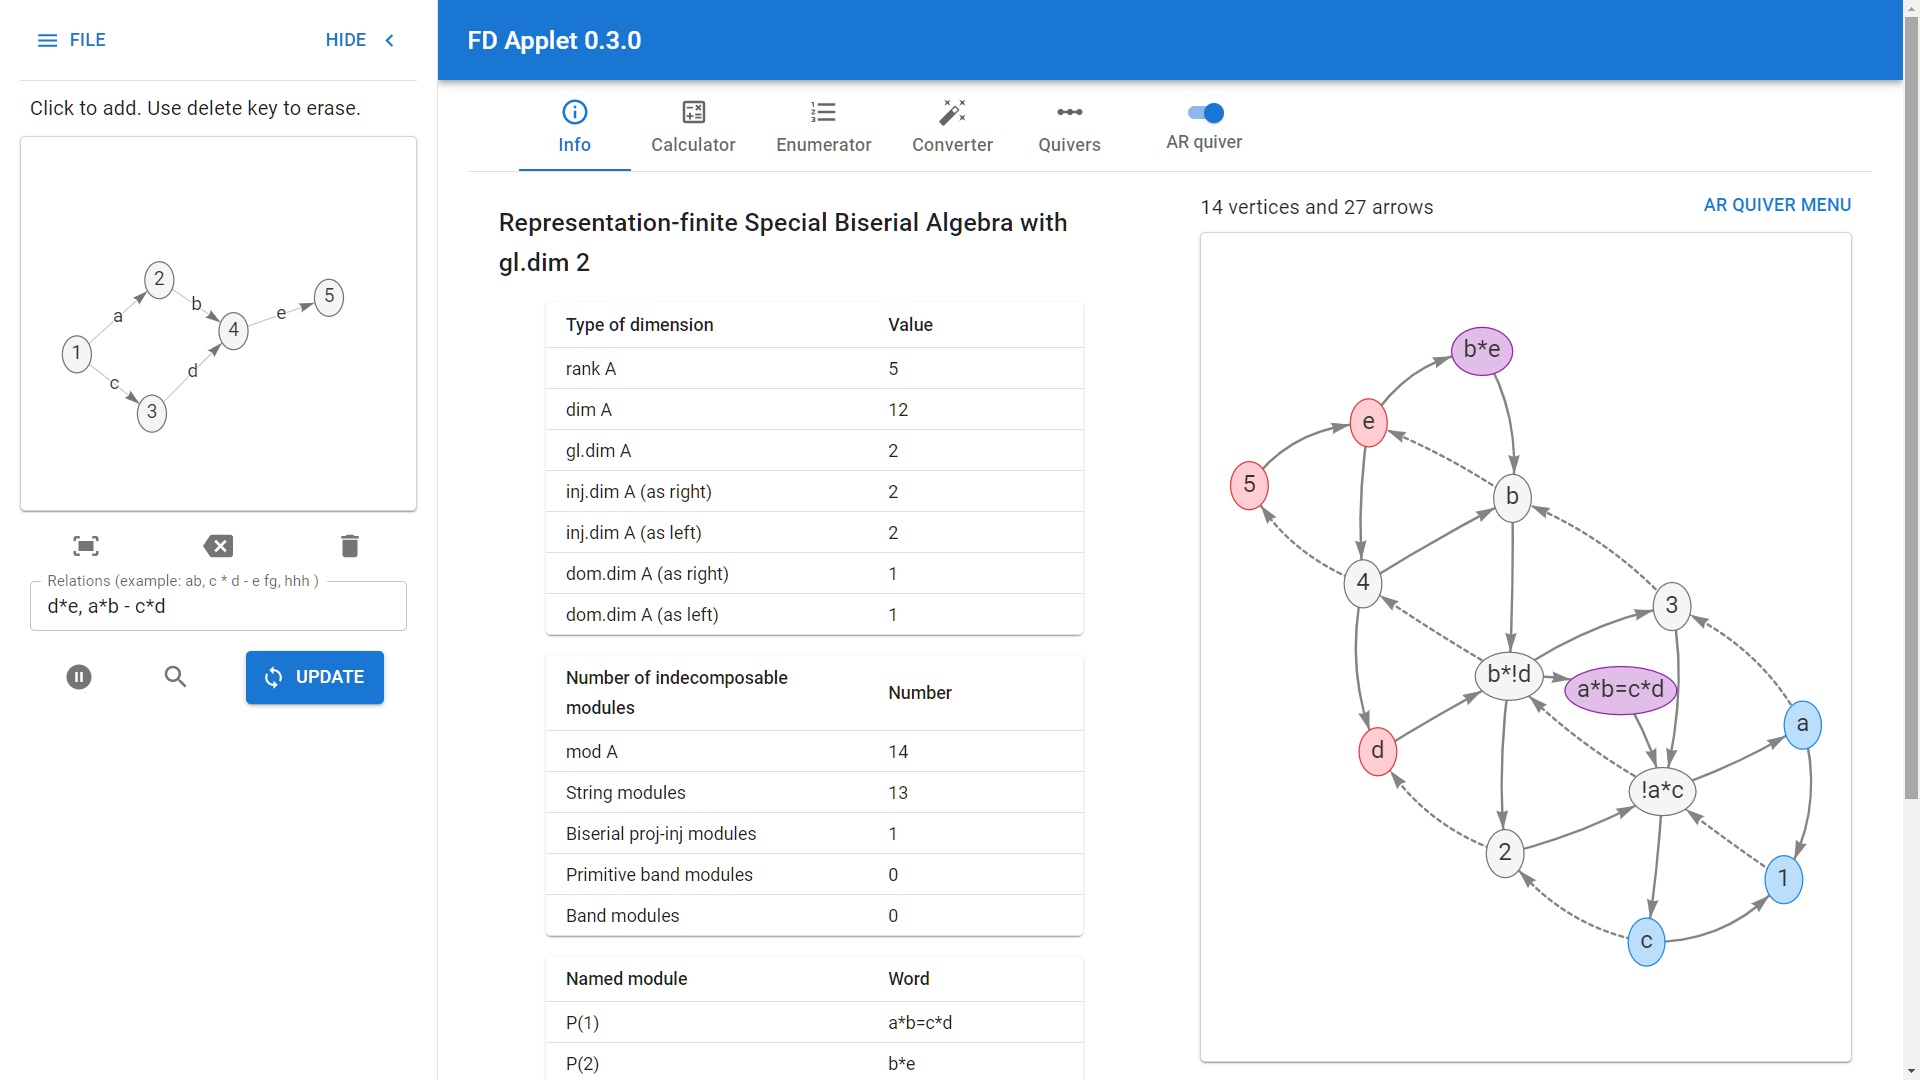 FILE
HIDE
FD Applet 0.3.0
Click to add. Use delete key to erase.
1
2
3
4
5
a
b
c
d
e
Relations (example: ab, c * d - e fg, hhh )
d*e, a*b - c*d
UPDATE
Info
Calculator
Enumerator
Converter
Quivers
AR quiver
Representation-finite Special Biserial Algebra with
gl.dim 2
Type of dimension Value
rank A 5
dim A 12
gl.dim A 2
inj.dim A (as right) 2
inj.dim A (as left) 2
dom.dim A (as right) 1
dom.dim A (as left) 1
Number of indecomposable
modules Number
mod A 14
String modules 13
Biserial proj-inj modules 1
Primitive band modules 0
Band modules 0
Named module Word
P(1) a*b=c*d
P(2) b*e
14 vertices and 27 arrows
AR QUIVER MENU
b*e
e
5
b
4
3
b*!d
a*b=c*d
a
d
!a*c
2
1
c